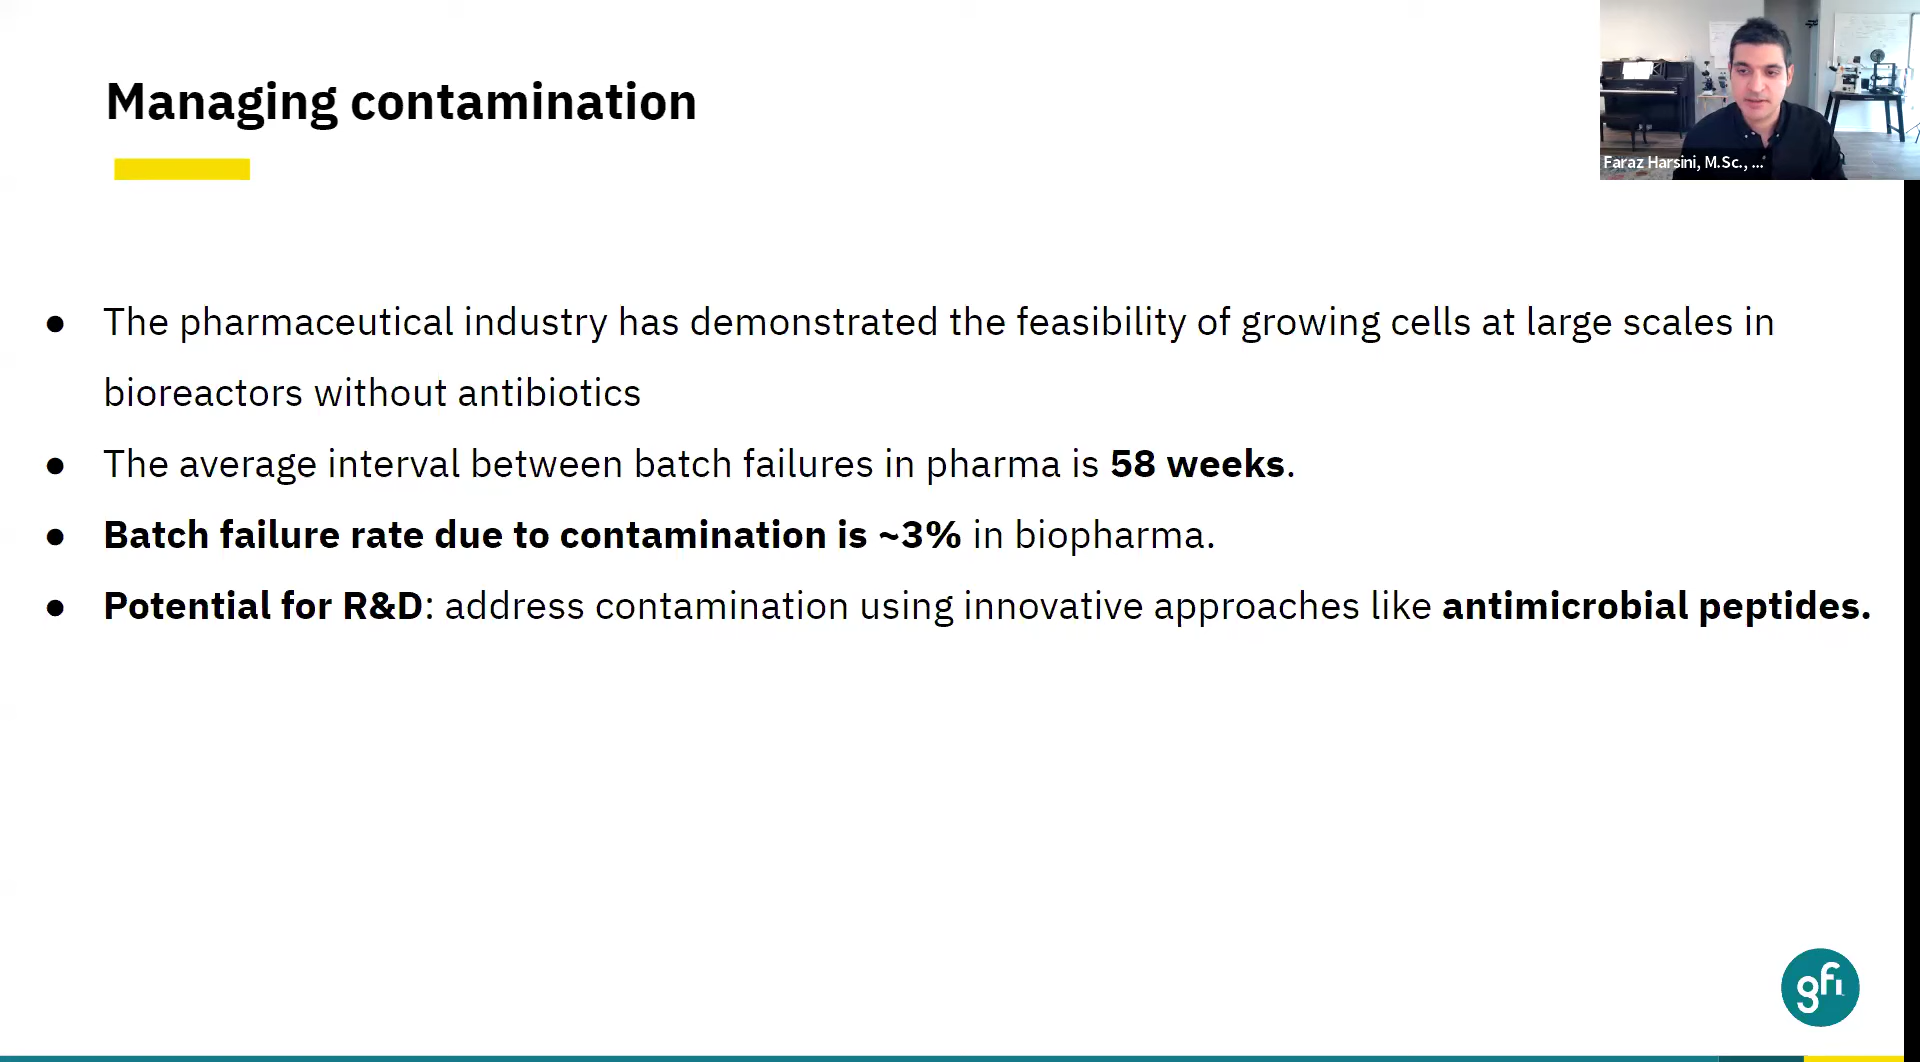 Managing contamination
Faraz Harsini, M.Sc., ...
● The pharmaceutical industry has demonstrated the feasibility of growing cells at large scales in
bioreactors without antibiotics
● The average interval between batch failures in pharma is 58 weeks.
● Batch failure rate due to contamination is ~3% in biopharma.
● Potential for R&D: address contamination using innovative approaches like antimicrobial peptides.
gfi